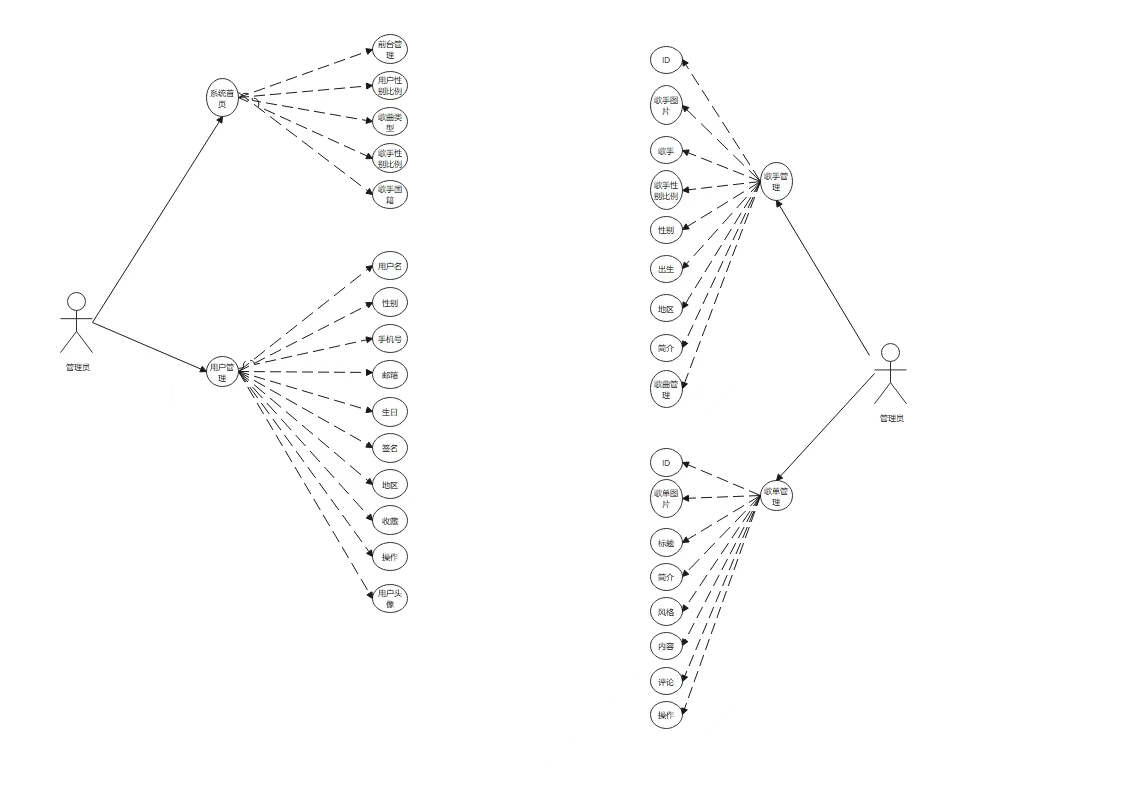 前台管
理
用户性
别比例
系统首
页
歌曲类
型
歌手性
别比例
歌手国
籍
用户名
性别
手机号
管理员
用户管
理
邮箱
生日
签名
地区
收藏
操作
用户头
像
ID
歌手图
片
歌手
歌手管
理
歌手性
别比例
性别
出生
地区
简介
歌曲管
理
管理员
ID
歌单图
片
歌单管
理
标题
简介
风格
内容
评论
操作